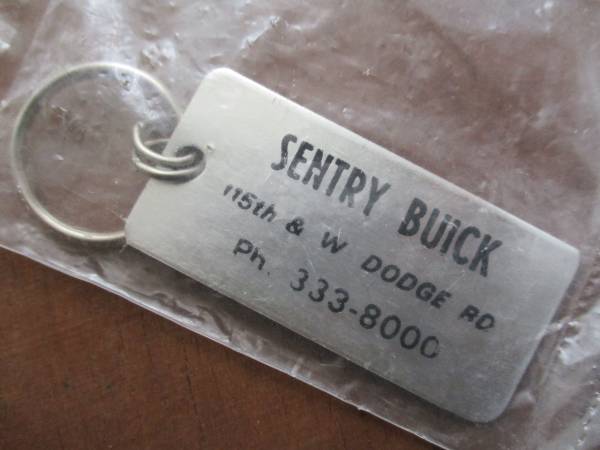 SENTRY BUICK
115th & W DODGE RD
Ph. 333-8000